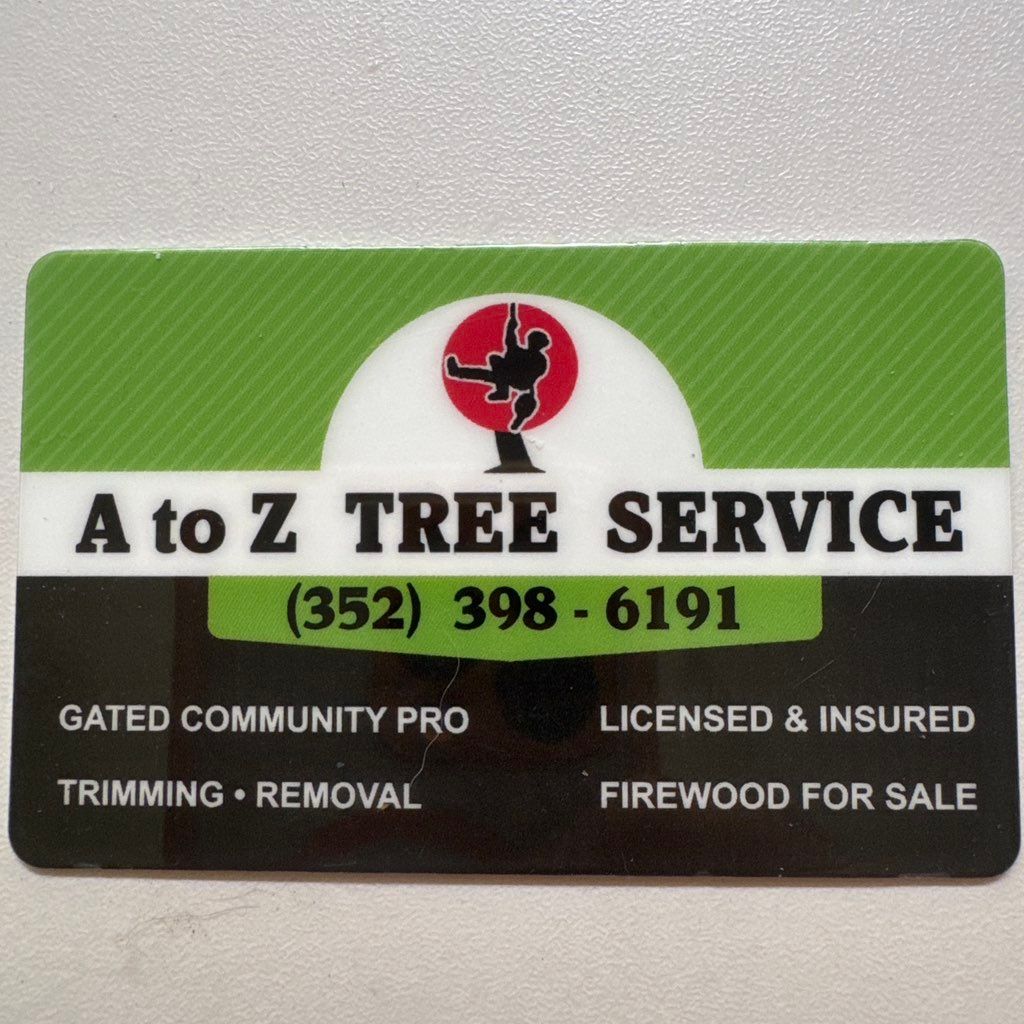 A to Z TREE SERVICE
(352) 398 - 6191
GATED COMMUNITY PRO
LICENSED & INSURED
TRIMMING • REMOVAL
FIREWOOD FOR SALE